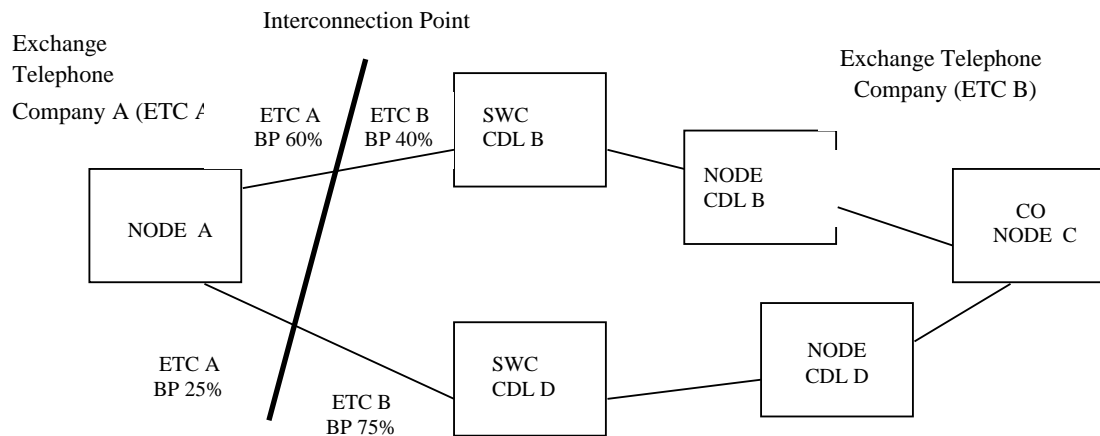 Interconnection Point
Exchange
Telephone
Company A (ETC A
Exchange Telephone
Company (ETC B)
ETC A
BP 60%
ETC B
BP 40%
SWC
CDL B
NODE
CDL B
NODE A
CO
NODE C
ETC A
BP 25%
ETC B
BP 75%
SWC
CDL D
NODE
CDL D